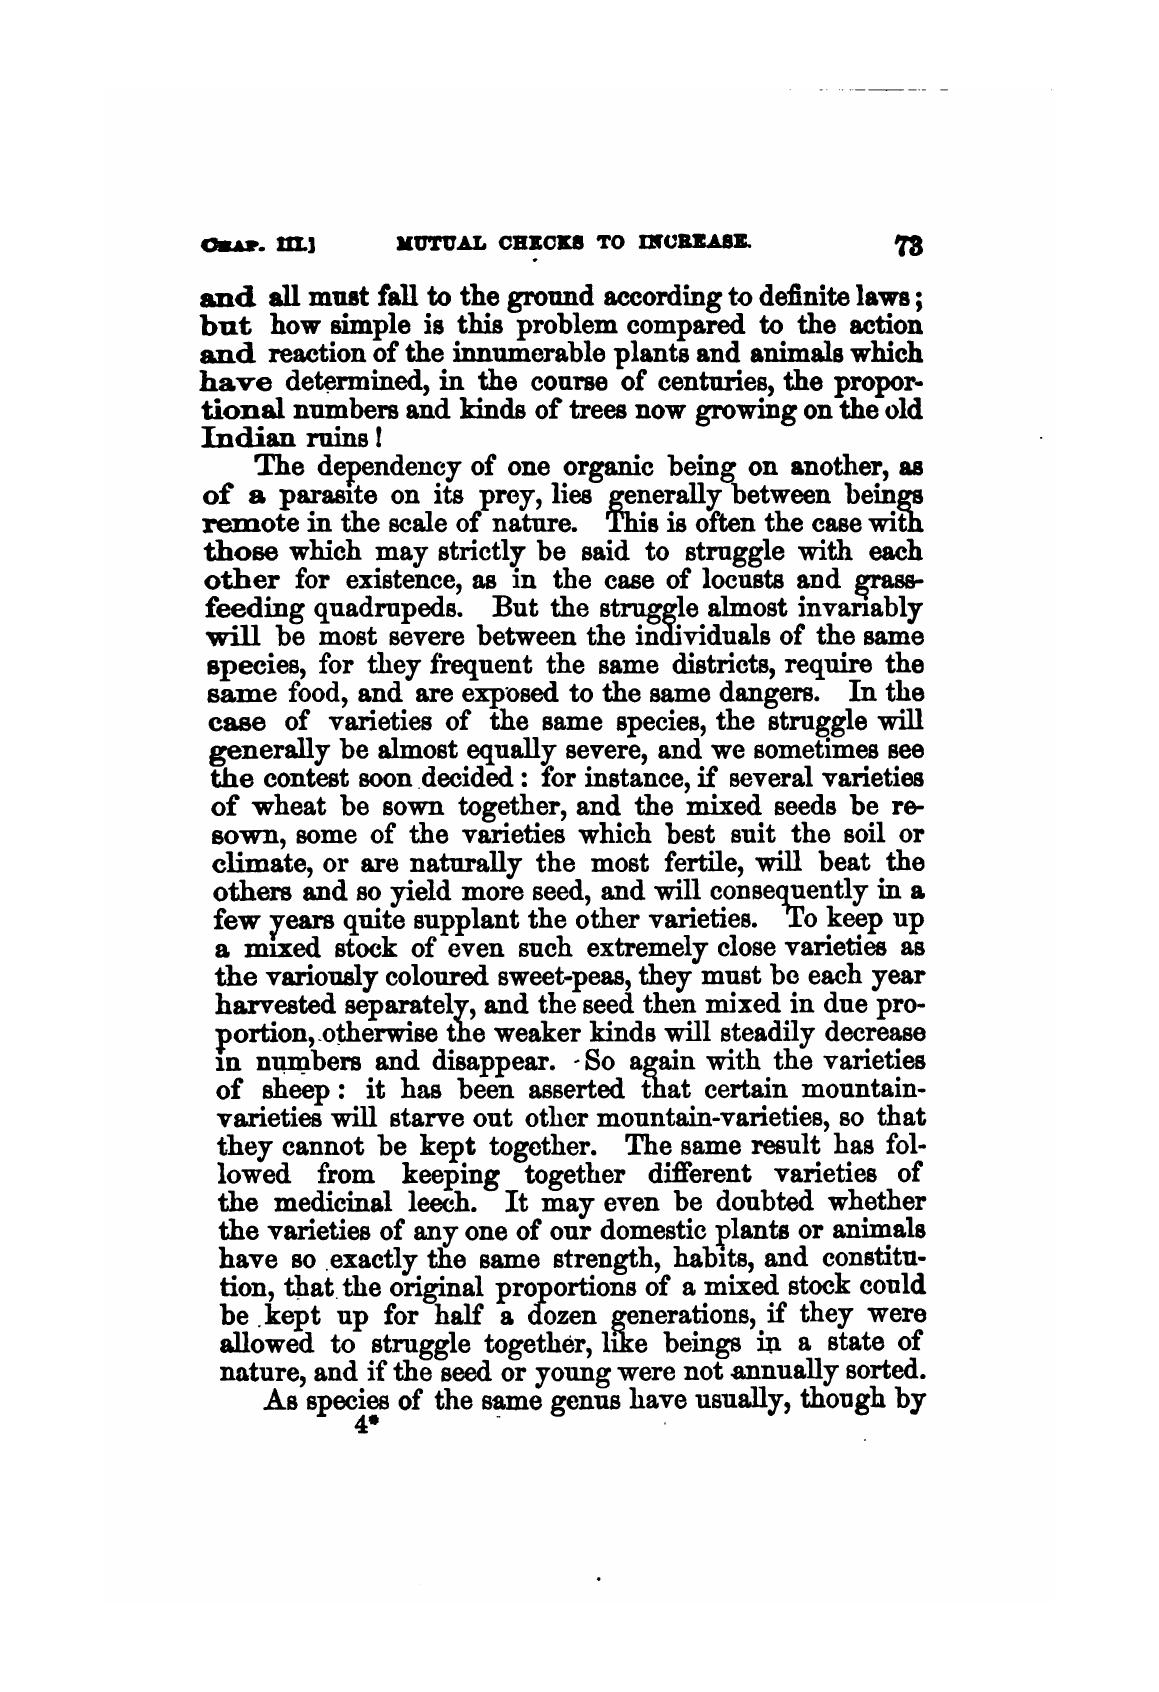 CHAP. III.] MUTUAL CHECKS TO INCREASE. 73
and all must fall to the ground according to definite laws;
but how simple is this problem compared to the action
and reaction of the innumerable plants and animals which
have determined, in the course of centuries, the propor-
tional numbers and kinds of trees now growing on the old
Indian ruins!
The dependency of one organic being on another, as
of a parasite on its prey, lies generally between beings
remote in the scale of nature. This is often the case with
those which may strictly be said to struggle with each
other for existence, as in the case of locusts and grass-
feeding quadrupeds. But the struggle almost invariably
will be most severe between the individuals of the same
species, for they frequent the same districts, require the
same food, and are exposed to the same dangers. In the
case of varieties of the same species, the struggle will
generally be almost equally severe, and we sometimes see
the contest soon decided: for instance, if several varieties
of wheat be sown together, and the mixed seeds be re-
sown, some of the varieties which best suit the soil or
climate, or are naturally the most fertile, will beat the
others and so yield more seed, and will consequently in a
few years quite supplant the other varieties. To keep up
a mixed stock of even such extremely close varieties as
the variously coloured sweet-peas, they must be each year
harvested separately, and the seed then mixed in due pro-
portion, otherwise the weaker kinds will steadily decrease
in numbers and disappear. So again with the varieties
of sheep: it has been asserted that certain mountain-
varieties will starve out other mountain-varieties, so that
they cannot be kept together. The same result has fol-
lowed from keeping together different varieties of
the medicinal leech. It may even be doubted whether
the varieties of any one of our domestic plants or animals
have so exactly the same strength, habits, and constitu-
tion, that the original proportions of a mixed stock could
be kept up for half a dozen generations, if they were
allowed to struggle together, like beings in a state of
nature, and if the seed or young were not annually sorted.
As species of the same genus have usually, though by
4*